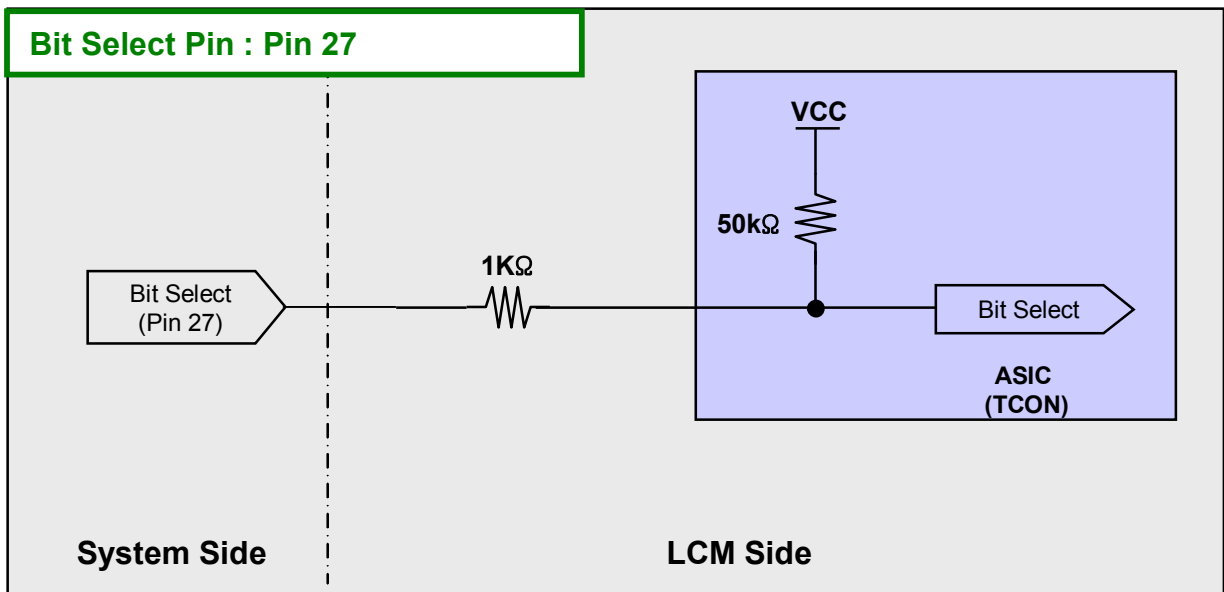 Bit Select Pin : Pin 27
VCC
50kΩ
1KΩ
Bit Select
(Pin 27)
Bit Select
ASIC
(TCON)
System Side
LCM Side